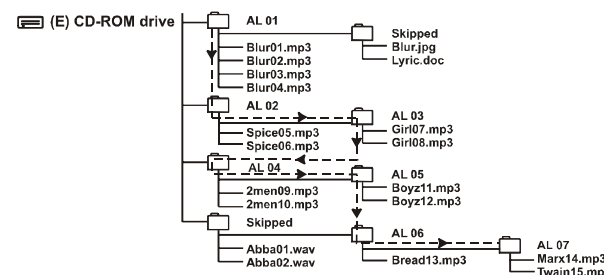 (E) CD-ROM drive
AL 01
Skipped
Blur01.mp3
Blur02.mp3
Blur03.mp3
Blur04.mp3
Blur.jpg
Lyric.doc
AL 02
AL 03
Spice05.mp3
Spice06.mp3
Girl07.mp3
Girl08.mp3
AL 04
AL 05
2men09.mp3
2men10.mp3
Boyz11.mp3
Boyz12.mp3
Skipped
AL 06
AL 07
Abba01.wav
Abba02.wav
Bread13.mp3
Marx14.mp3
Twain15.mp3